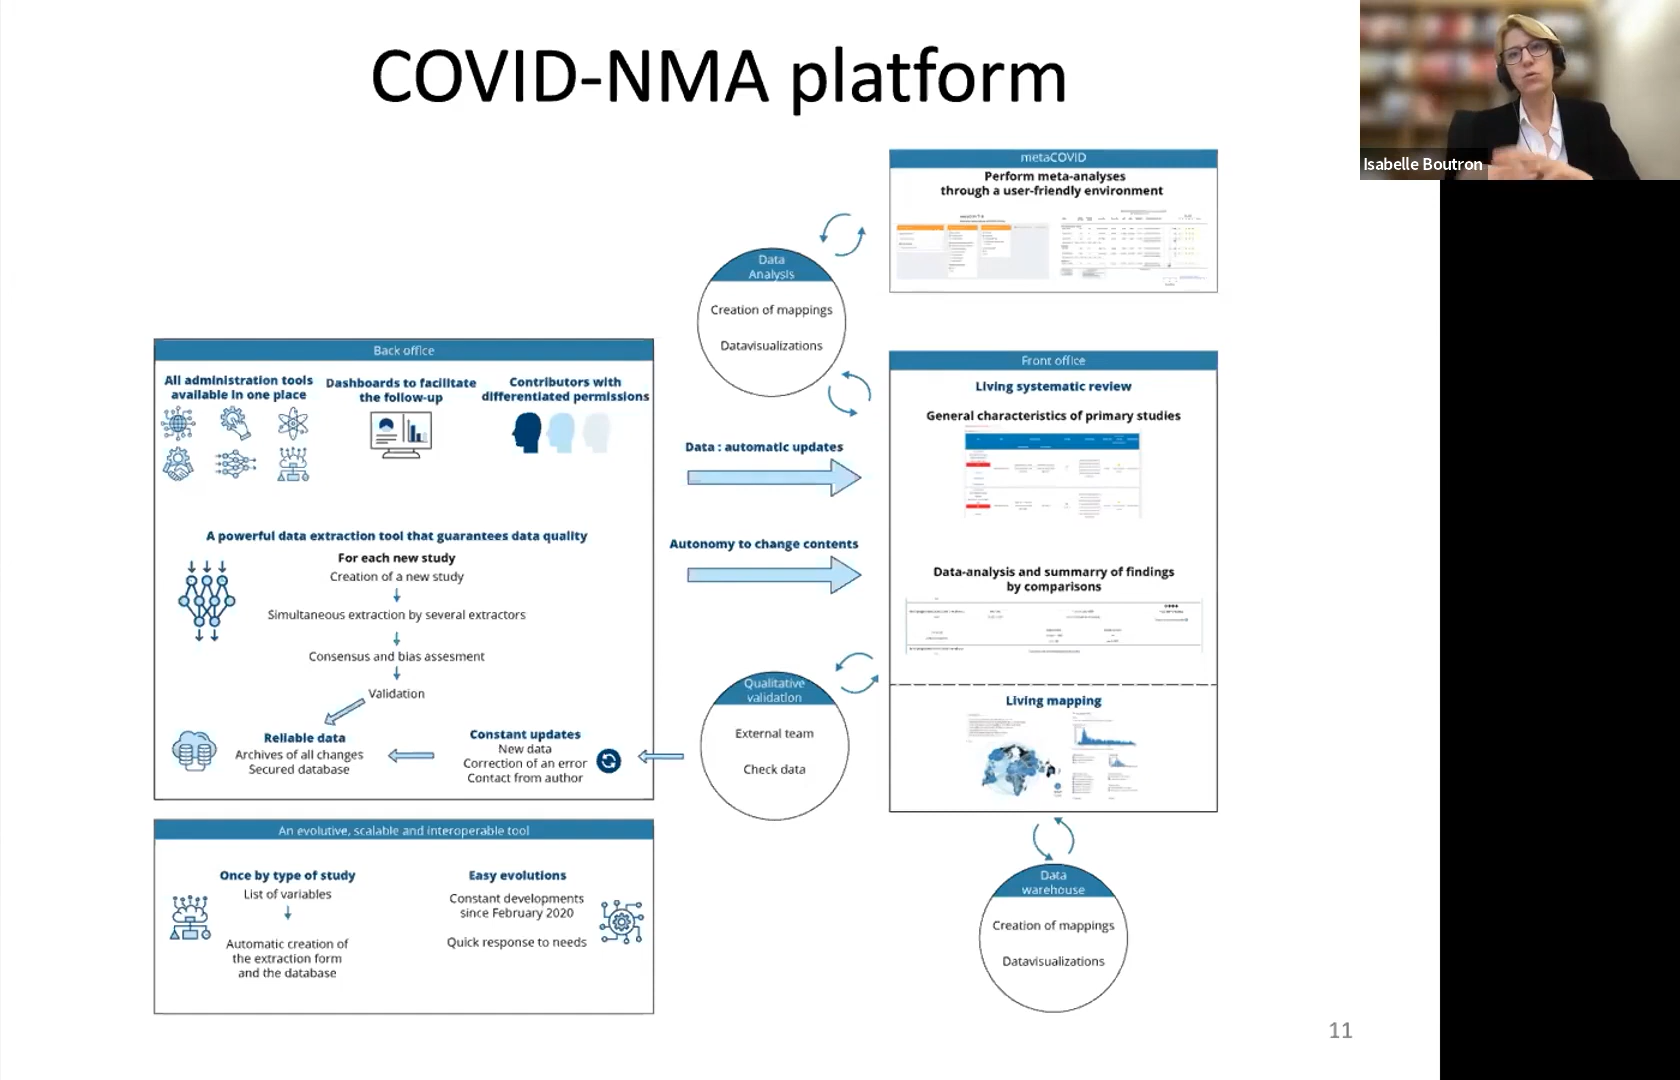 COVID-NMA platform
Isabelle Boutron
metaCOVID
Perform meta-analyses
through a user-friendly environment
Data
Analysis
Creation of mappings
Datavisualizations
Back office
All administration tools
available in one place
Dashboards to facilitate
the follow-up
Contributors with
differentiated permissions
A powerful data extraction tool that guarantees data quality
For each new study
Creation of a new study
Simultaneous extraction by several extractors
Consensus and bias assesment
Validation
Reliable data
Archives of all changes
Secured database
Constant updates
New data
Correction of an error
Contact from author
Data : automatic updates
Autonomy to change contents
Qualitative
validation
External team
Check data
Front office
Living systematic review
General characteristics of primary studies
Data-analysis and summarry of findings
by comparisons
Living mapping
An evolutive, scalable and interoperable tool
Once by type of study
List of variables
Automatic creation of
the extraction form
and the database
Easy evolutions
Constant developments
since February 2020
Quick response to needs
Data
warehouse
Creation of mappings
Datavisualizations
11